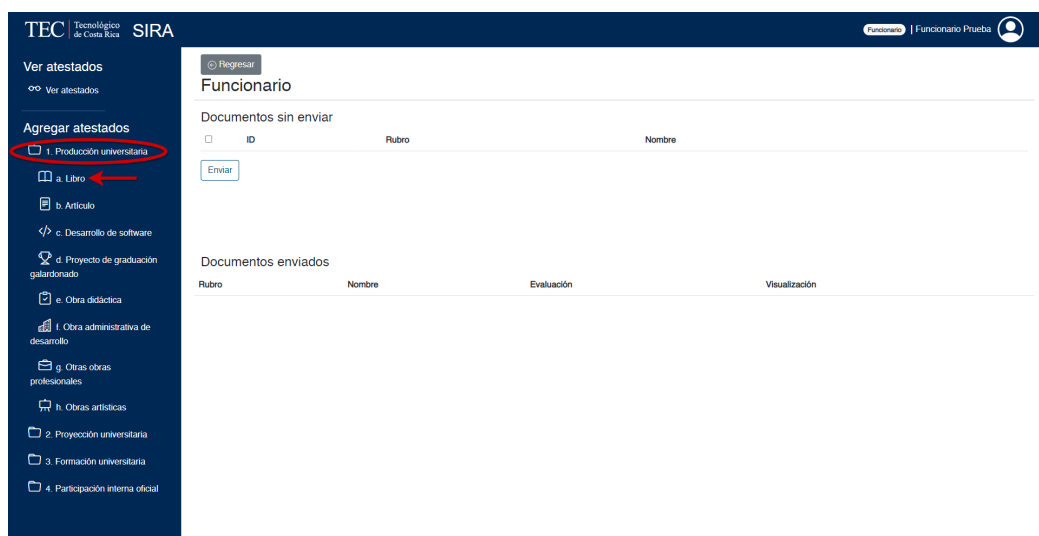 TEC Tecnológico de Costa Rica SIRA
Funcionario | Funcionario Prueba
Ver atestados
Ver atestados
Agregar atestados
1. Producción universitaria
a. Libro
b. Artículo
c. Desarrollo de software
d. Proyecto de graduación
galardonado
e. Obra didáctica
f. Obra administrativa de
desarrollo
g. Otras obras
profesionales
h. Obras artísticas
2. Proyección universitaria
3. Formación universitaria
4. Participación interna oficial
Regresar
Funcionario
Documentos sin enviar
ID Rubro Nombre
Enviar
Documentos enviados
Rubro Nombre Evaluación Visualización